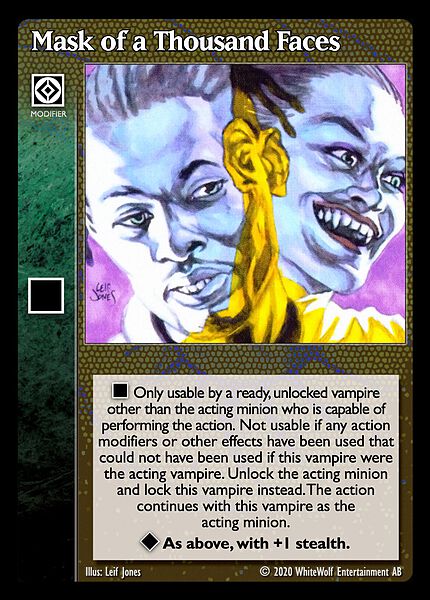 Mask of a Thousand Faces
MODIFIER
LEIF
JONES
Only usable by a ready, unlocked vampire
other than the acting minion who is capable of
performing the action. Not usable if any action
modifiers or other effects have been used that
could not have been used if this vampire were
the acting vampire. Unlock the acting minion
and lock this vampire instead. The action
continues with this vampire as the
acting minion.
As above, with +1 stealth.
Illus: Leif Jones
© 2020 WhiteWolf Entertainment AB